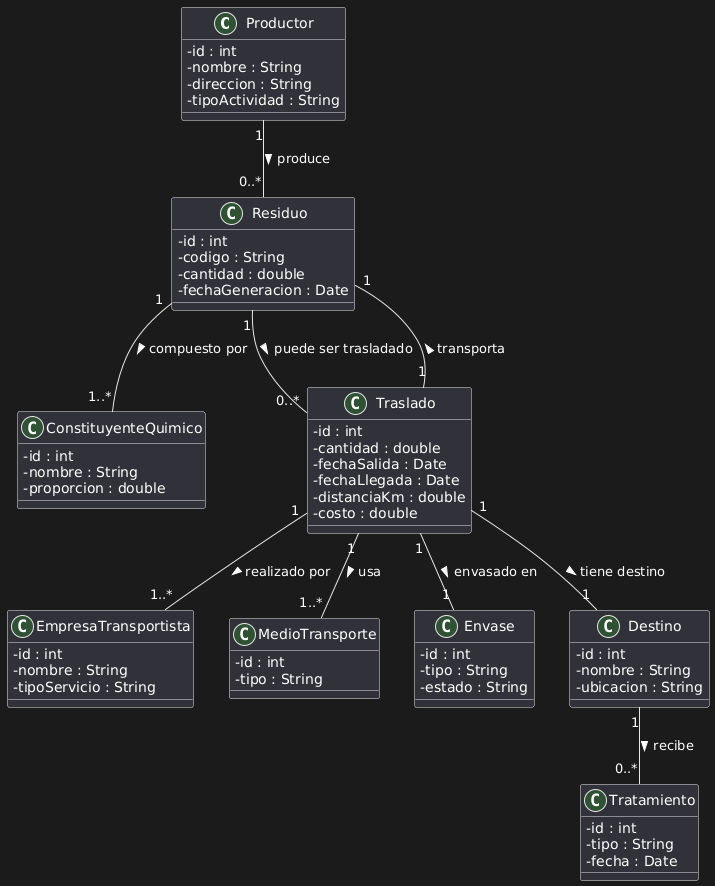 C Productor
-id : int
-nombre : String
-direccion : String
-tipoActividad : String
1
produce
0..*
C Residuo
-id : int
-codigo : String
-cantidad : double
-fechaGeneracion : Date
1
1
1
compuesto por
puede ser trasladado
transporta
1..*
0..*
1
C Traslado
-id : int
-cantidad : double
-fechaSalida : Date
-fechaLlegada : Date
-distanciaKm : double
-costo : double
C ConstituyenteQuimico
-id : int
-nombre : String
-proporcion : double
1
1
1
1
realizado por
usa
envasado en
tiene destino
1..*
1..*
1
1
C EmpresaTransportista
-id : int
-nombre : String
-tipoServicio : String
C MedioTransporte
-id : int
-tipo : String
C Envase
-id : int
-tipo : String
-estado : String
C Destino
-id : int
-nombre : String
-ubicacion : String
1
recibe
0..*
C Tratamiento
-id : int
-tipo : String
-fecha : Date